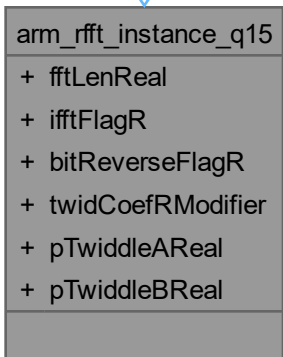 arm_rfft_instance_q15
+ fftLenReal
+ ifftFlagR
+ bitReverseFlagR
+ twidCoefRModifier
+ pTwiddleAReal
+ pTwiddleBReal